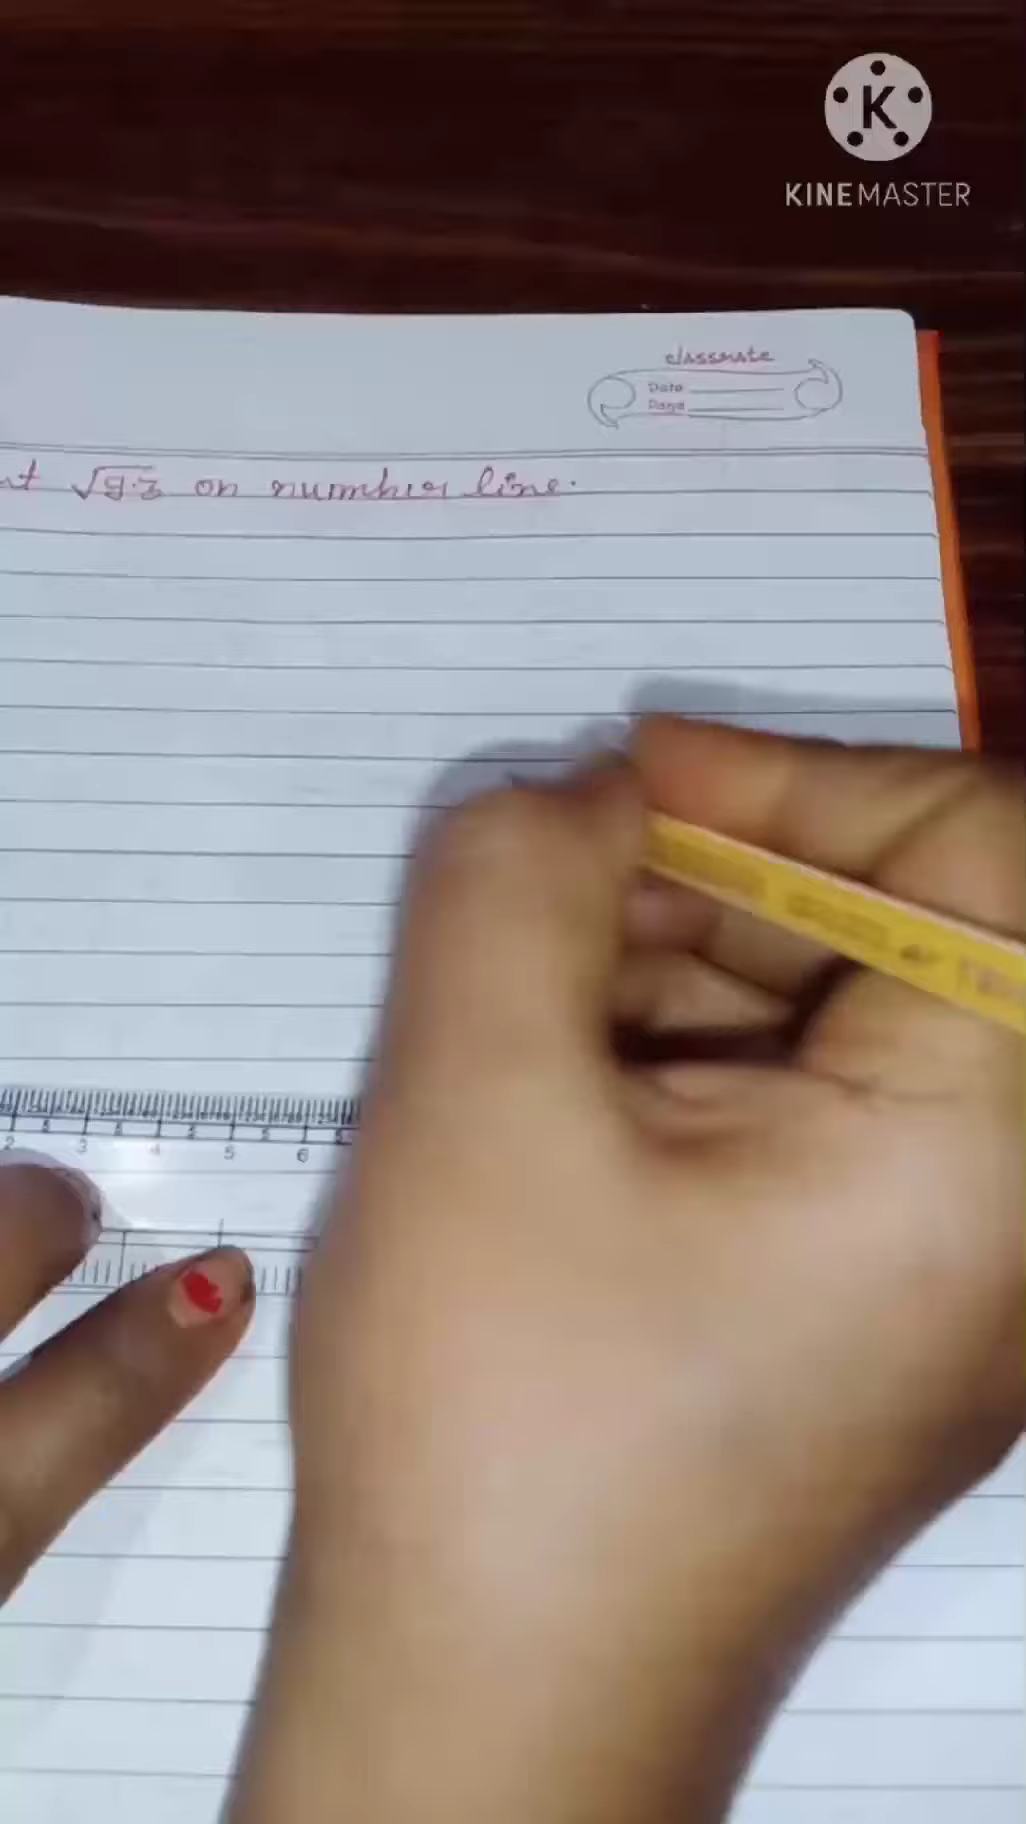 K
KINEMASTER
classmate
Date
Page
√9.3 on number line.
2 3 4 5 6